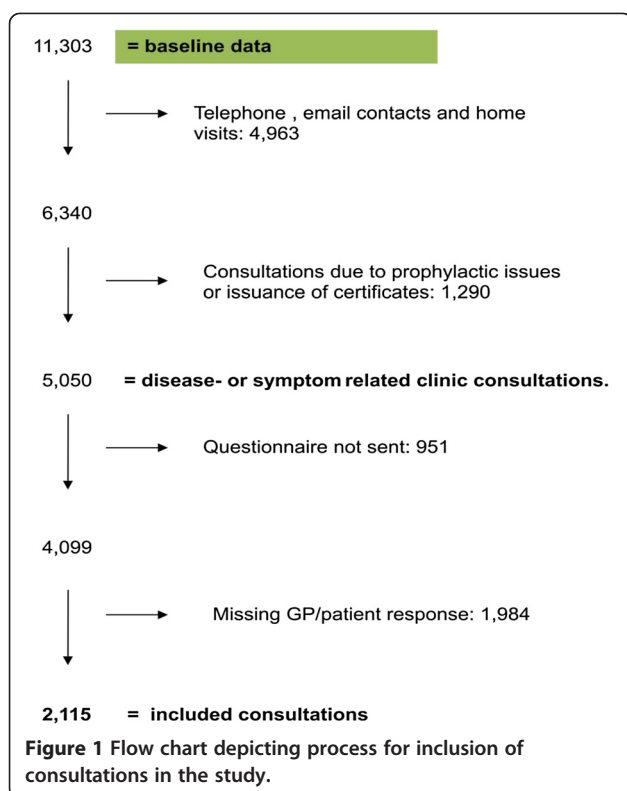 11,303 = baseline data
Telephone , email contacts and home
visits: 4,963
6,340
Consultations due to prophylactic issues
or issuance of certificates: 1,290
5,050 = disease- or symptom related clinic consultations.
Questionnaire not sent: 951
4,099
Missing GP/patient response: 1,984
2,115 = included consultations
Figure 1 Flow chart depicting process for inclusion of
consultations in the study.